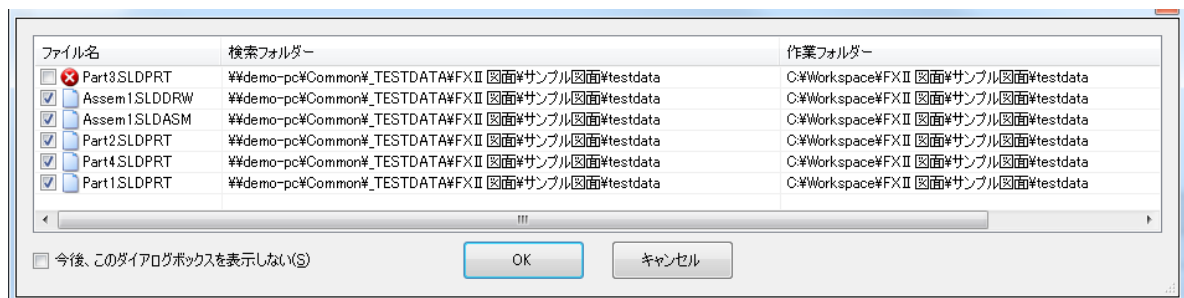 ファイル名 検索フォルダー 作業フォルダー
Part3.SLDPRT ¥¥demo-pc¥Common¥_TESTDATA¥FXⅡ 図面¥サンプル図面¥testdata C:¥Workspace¥FXⅡ 図面¥サンプル図面¥testdata
Assem1.SLDDRW ¥¥demo-pc¥Common¥_TESTDATA¥FXⅡ 図面¥サンプル図面¥testdata C:¥Workspace¥FXⅡ 図面¥サンプル図面¥testdata
Assem1.SLDASM ¥¥demo-pc¥Common¥_TESTDATA¥FXⅡ 図面¥サンプル図面¥testdata C:¥Workspace¥FXⅡ 図面¥サンプル図面¥testdata
Part2.SLDPRT ¥¥demo-pc¥Common¥_TESTDATA¥FXⅡ 図面¥サンプル図面¥testdata C:¥Workspace¥FXⅡ 図面¥サンプル図面¥testdata
Part4.SLDPRT ¥¥demo-pc¥Common¥_TESTDATA¥FXⅡ 図面¥サンプル図面¥testdata C:¥Workspace¥FXⅡ 図面¥サンプル図面¥testdata
Part1.SLDPRT ¥¥demo-pc¥Common¥_TESTDATA¥FXⅡ 図面¥サンプル図面¥testdata C:¥Workspace¥FXⅡ 図面¥サンプル図面¥testdata
今後、このダイアログボックスを表示しない(S) OK キャンセル